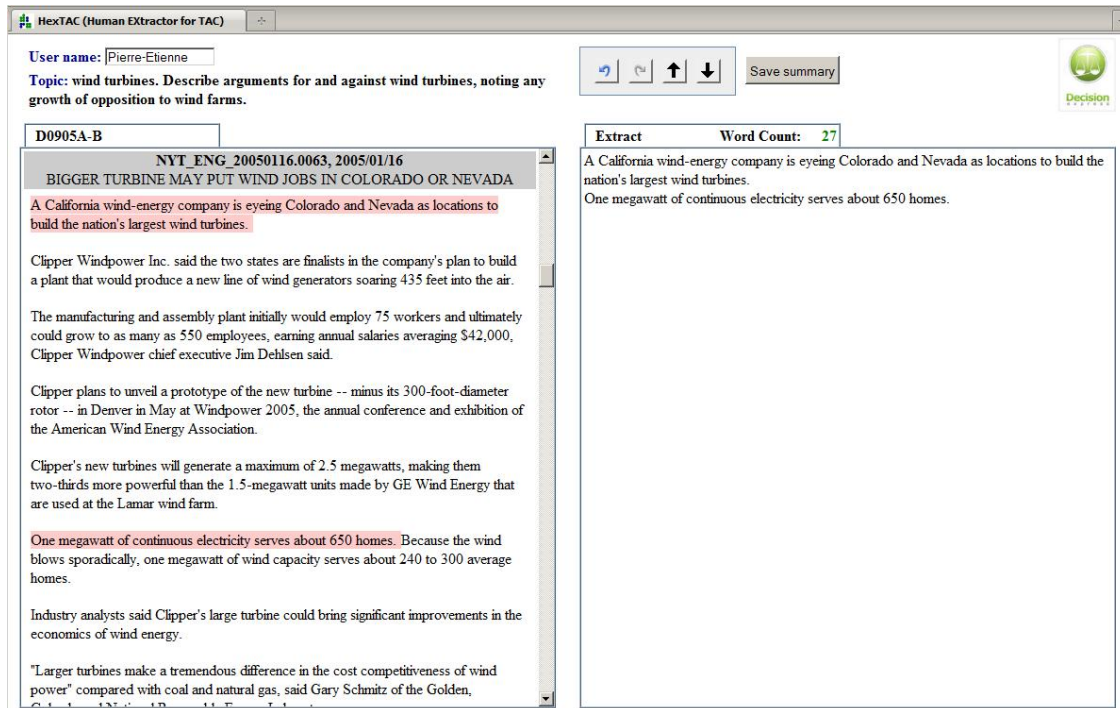 HexTAC (Human EXtractor for TAC)
User name: Pierre-Etienne
Topic: wind turbines. Describe arguments for and against wind turbines, noting any
growth of opposition to wind farms.
Save summary
Decision
express
D0905A-B
NYT_ENG_20050116.0063, 2005/01/16
BIGGER TURBINE MAY PUT WIND JOBS IN COLORADO OR NEVADA
A California wind-energy company is eyeing Colorado and Nevada as locations to
build the nation's largest wind turbines.
Clipper Windpower Inc. said the two states are finalists in the company's plan to build
a plant that would produce a new line of wind generators soaring 435 feet into the air.
The manufacturing and assembly plant initially would employ 75 workers and ultimately
could grow to as many as 550 employees, earning annual salaries averaging $42,000,
Clipper Windpower chief executive Jim Dehlsen said.
Clipper plans to unveil a prototype of the new turbine -- minus its 300-foot-diameter
rotor -- in Denver in May at Windpower 2005, the annual conference and exhibition of
the American Wind Energy Association.
Clipper's new turbines will generate a maximum of 2.5 megawatts, making them
two-thirds more powerful than the 1.5-megawatt units made by GE Wind Energy that
are used at the Lamar wind farm.
One megawatt of continuous electricity serves about 650 homes. Because the wind
blows sporadically, one megawatt of wind capacity serves about 240 to 300 average
homes.
Industry analysts said Clipper's large turbine could bring significant improvements in the
economics of wind energy.
"Larger turbines make a tremendous difference in the cost competitiveness of wind
power" compared with coal and natural gas, said Gary Schmitz of the Golden,
Extract Word Count: 27
A California wind-energy company is eyeing Colorado and Nevada as locations to build the
nation's largest wind turbines.
One megawatt of continuous electricity serves about 650 homes.